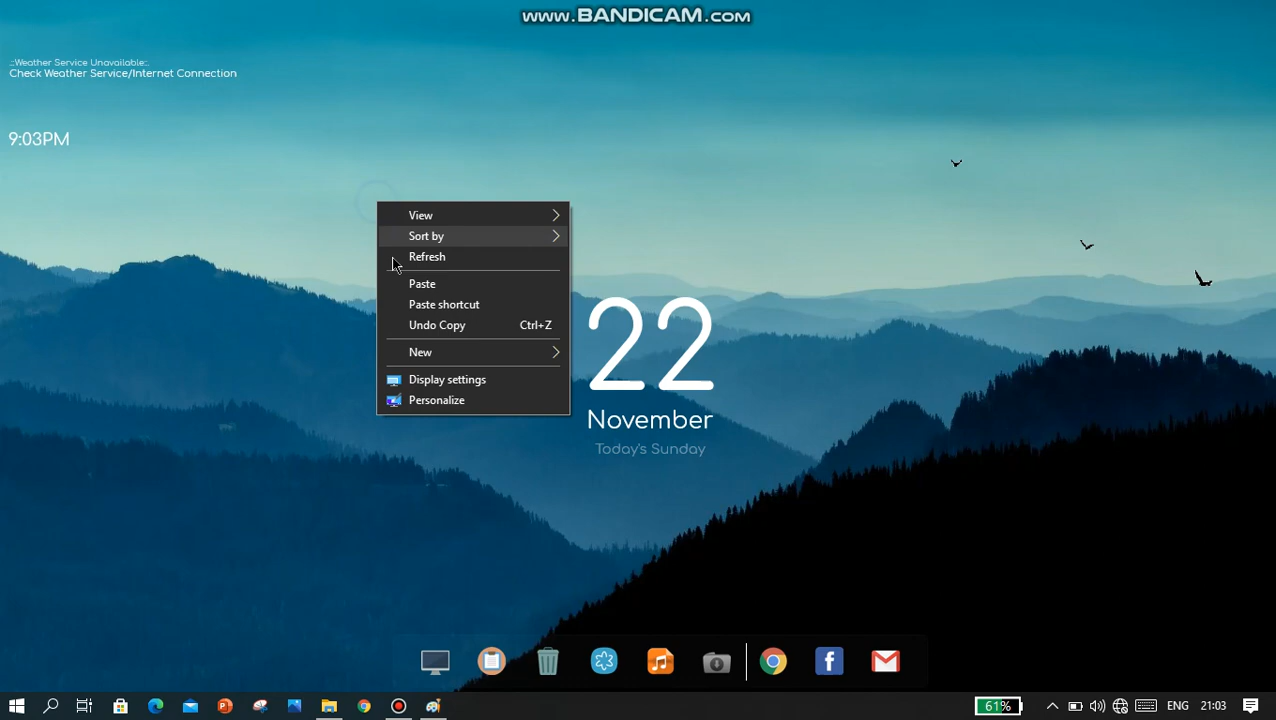 www.BANDICAM.com
.::Weather Service Unavailable::.
Check Weather Service/Internet Connection
9:03PM
View
Sort by
Refresh
Paste
Paste shortcut
Undo Copy Ctrl+Z
New
Display settings
Personalize
22
November
Today's Sunday
61%
ENG 21:03